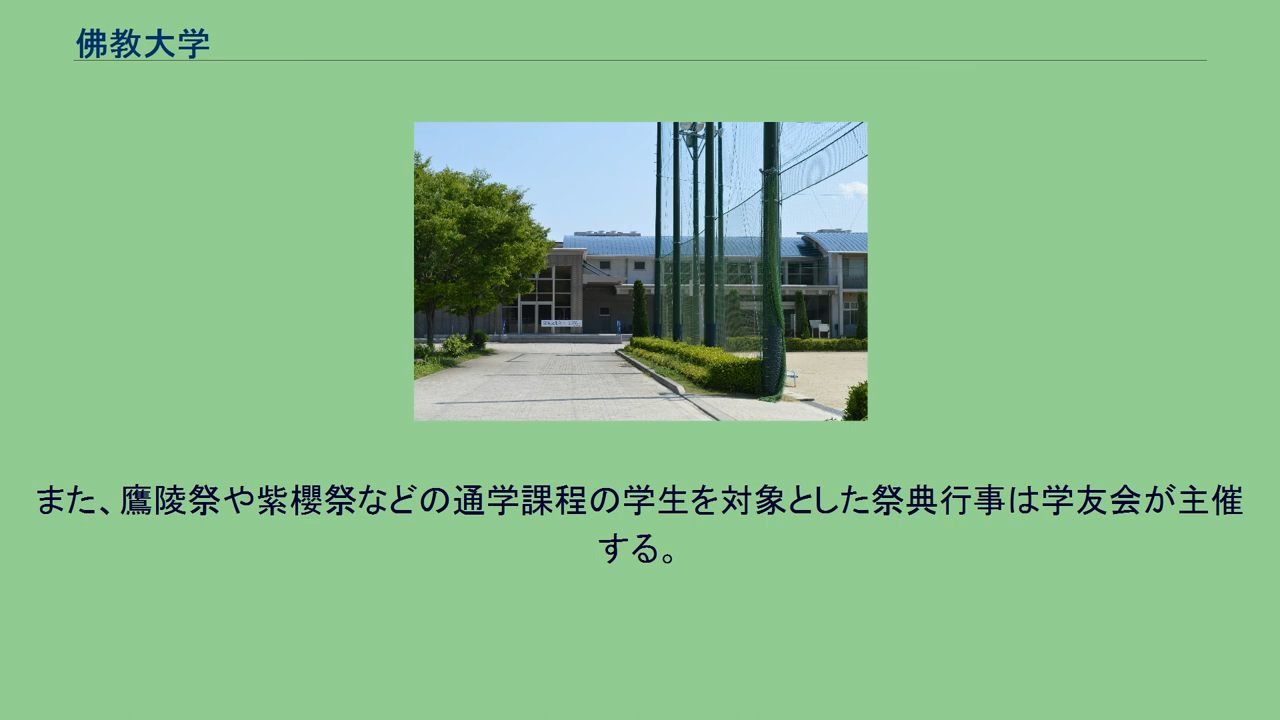 佛教大学
また、鷹陵祭や紫櫻祭などの通学課程の学生を対象とした祭典行事は学友会が主催
する。